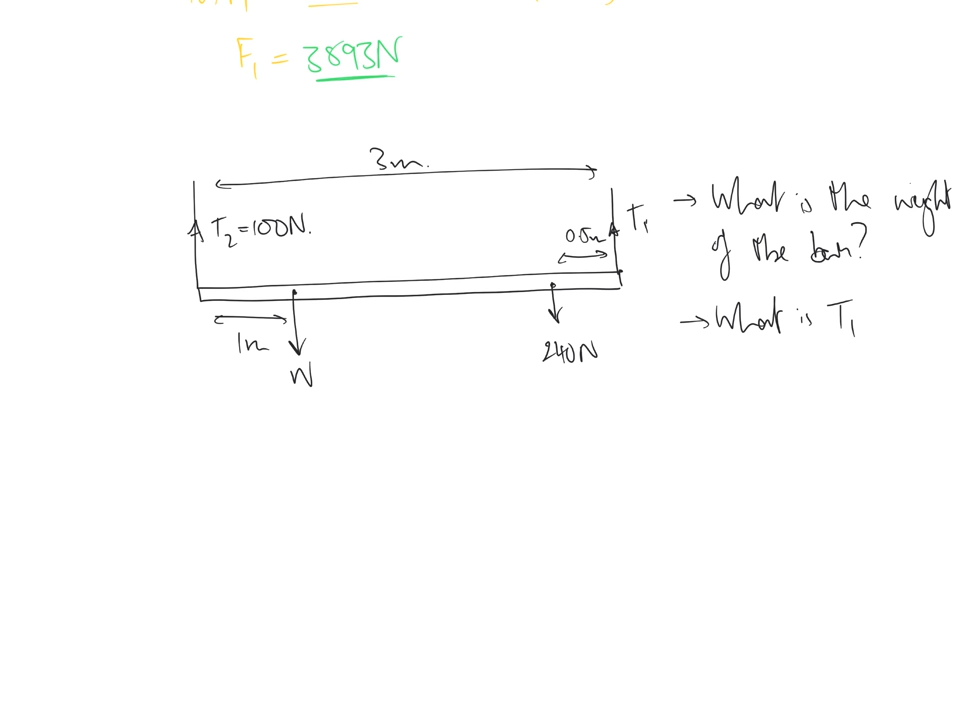 F₁ = 3893N
3m.
T₂ = 100N.
0.5m
T₁
→ What is the weight
of the bar?
1m
W
240N
→ What is T₁